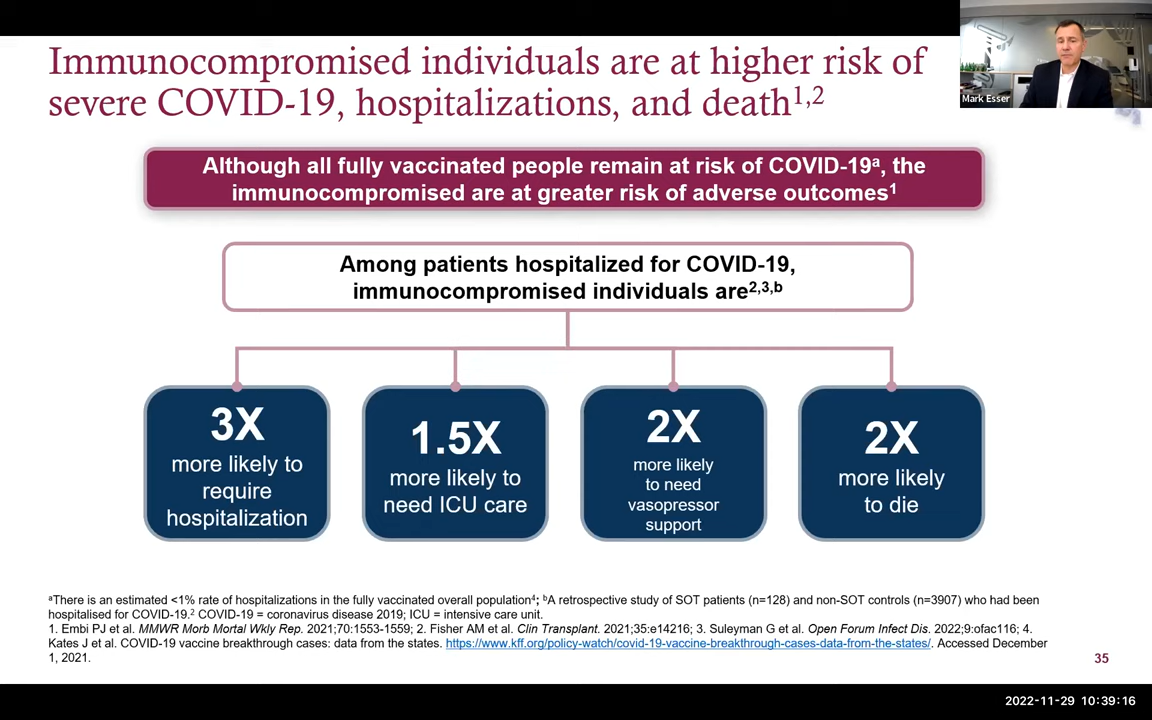 Immunocompromised individuals are at higher risk of
severe COVID-19, hospitalizations, and death1,2
Mark Esser
Although all fully vaccinated people remain at risk of COVID-19a, the
immunocompromised are at greater risk of adverse outcomes1
Among patients hospitalized for COVID-19,
immunocompromised individuals are2,3,b
3X
more likely to
require
hospitalization
1.5X
more likely to
need ICU care
2X
more likely
to need
vasopressor
support
2X
more likely
to die
aThere is an estimated <1% rate of hospitalizations in the fully vaccinated overall population4; bA retrospective study of SOT patients (n=128) and non-SOT controls (n=3907) who had been
hospitalised for COVID-19.2 COVID-19 = coronavirus disease 2019; ICU = intensive care unit.
1. Embi PJ et al. MMWR Morb Mortal Wkly Rep. 2021;70:1553-1559; 2. Fisher AM et al. Clin Transplant. 2021;35:e14216; 3. Suleyman G et al. Open Forum Infect Dis. 2022;9:ofac116; 4.
Kates J et al. COVID-19 vaccine breakthrough cases: data from the states. https://www.kff.org/policy-watch/covid-19-vaccine-breakthrough-cases-data-from-the-states/. Accessed December
1, 2021.
35
2022-11-29 10:39:16